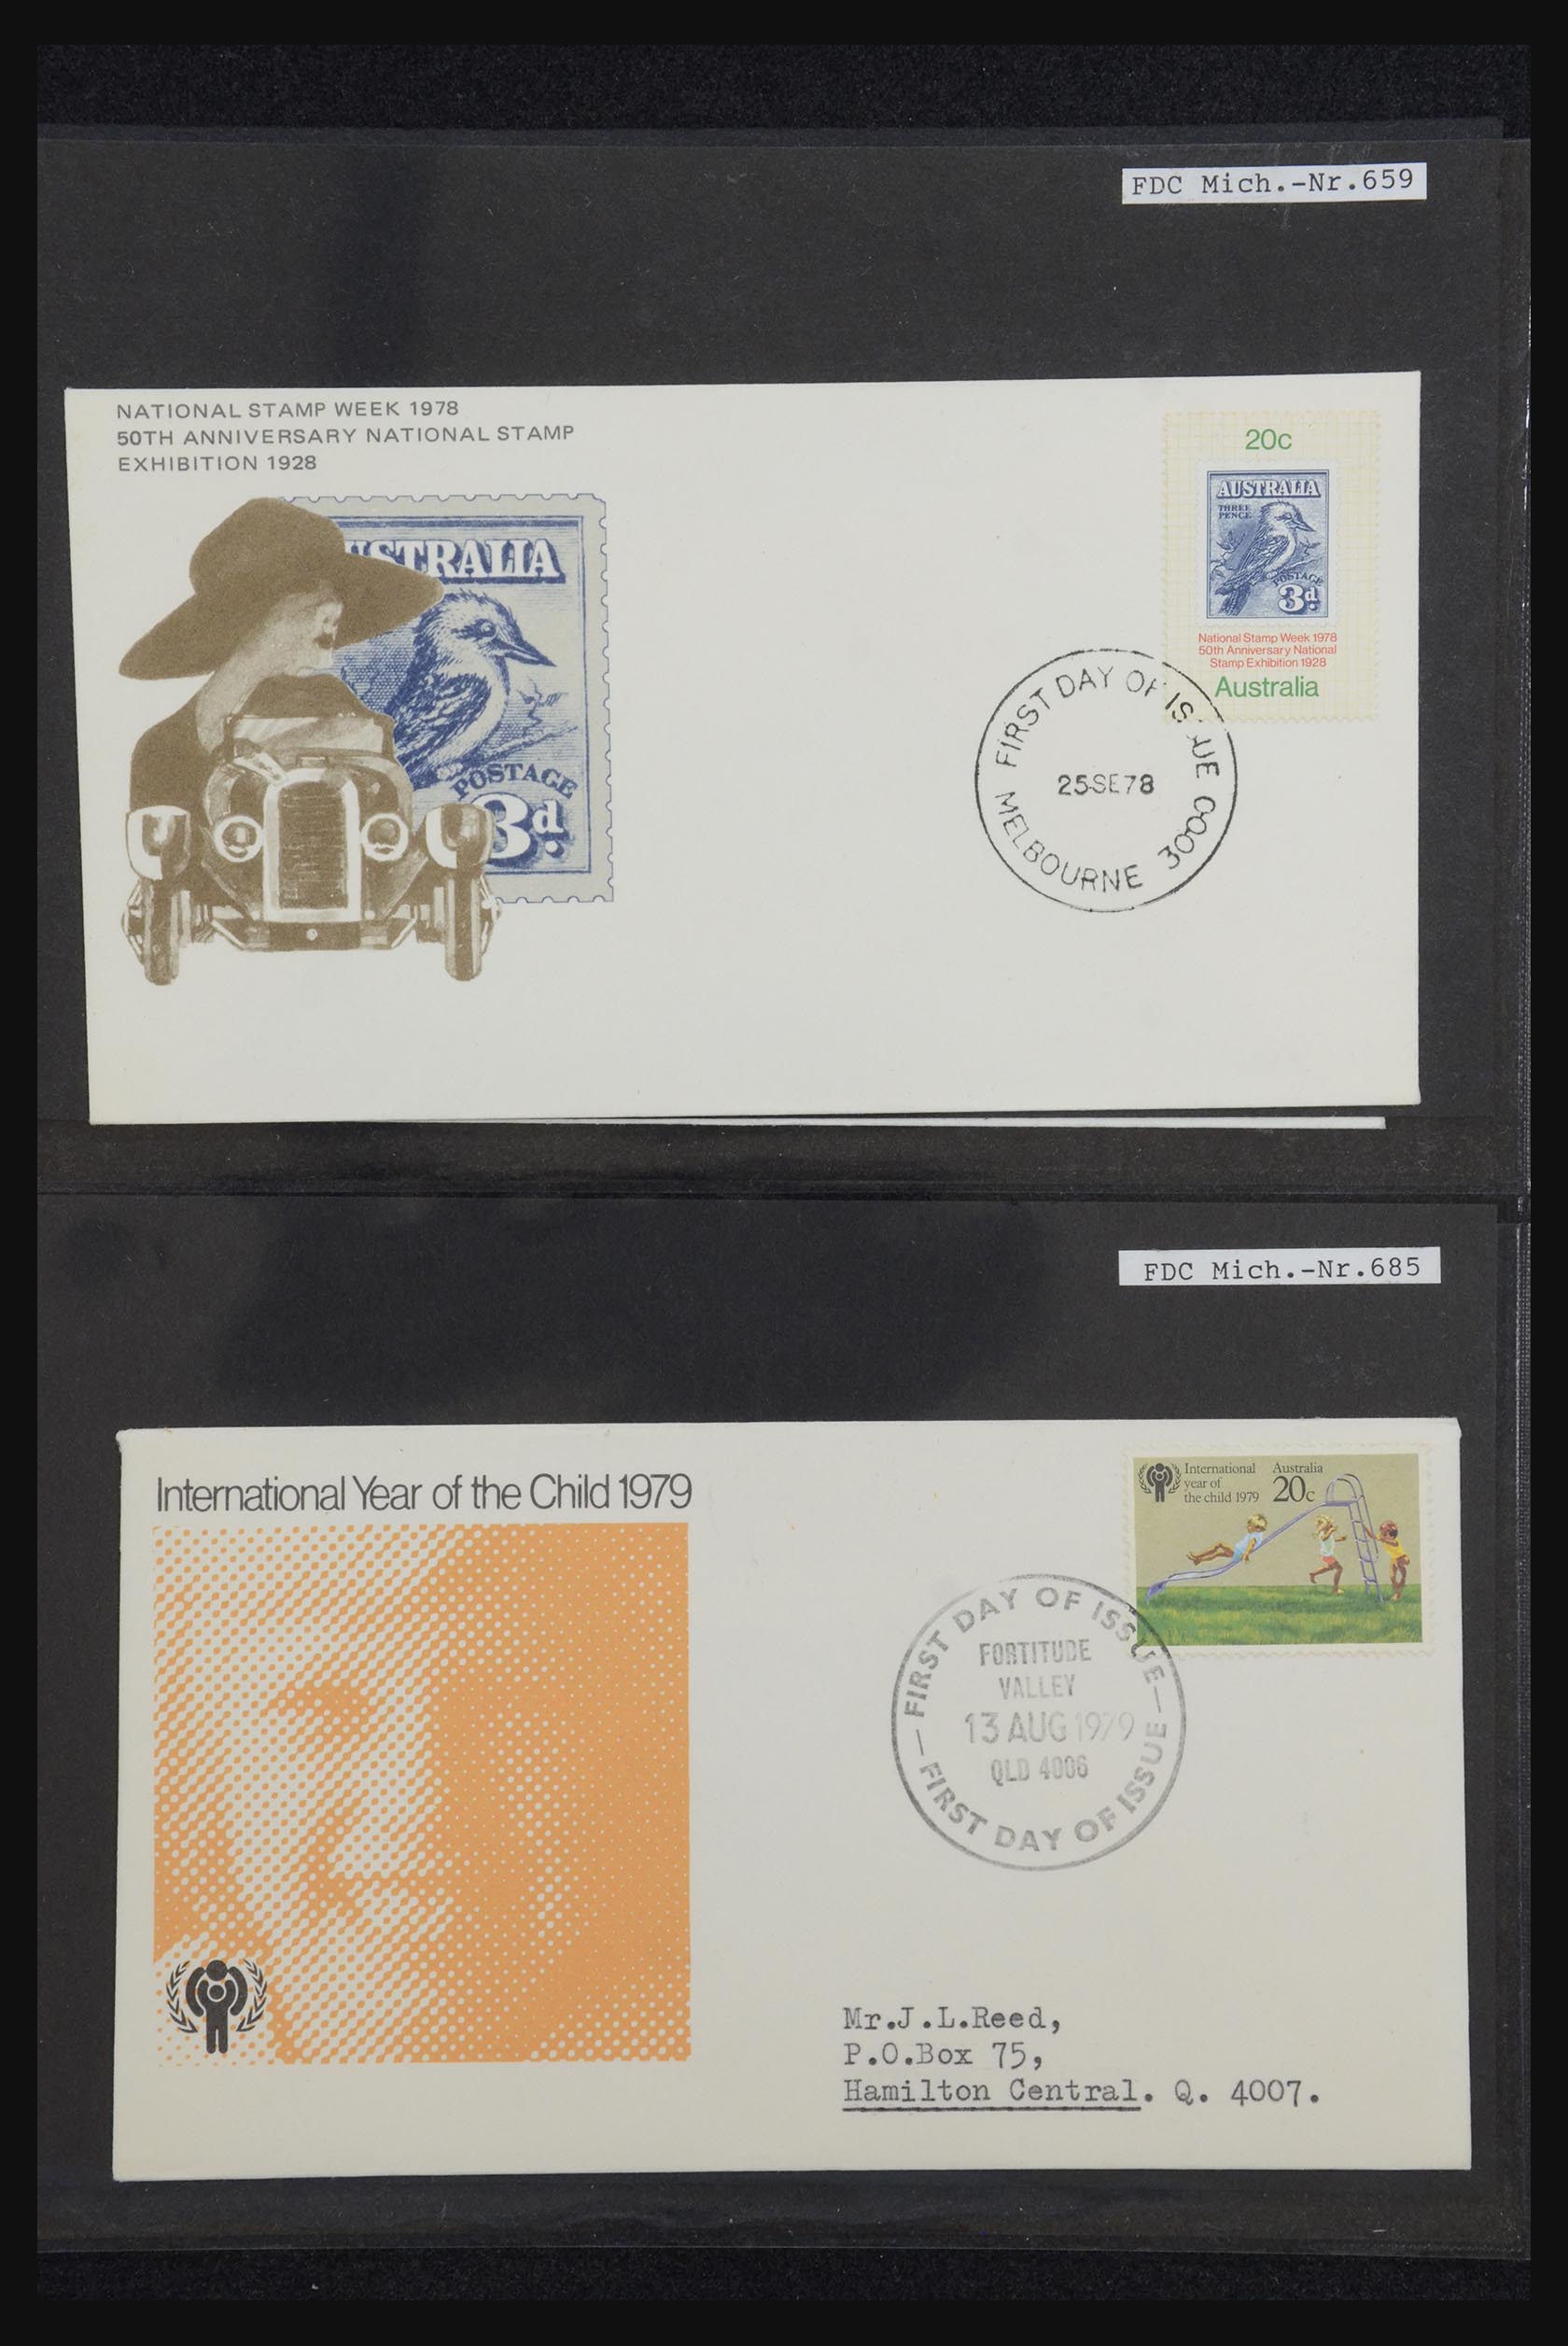 FDC Mich.-Nr.659
NATIONAL STAMP WEEK 1978
50TH ANNIVERSARY NATIONAL STAMP
EXHIBITION 1928
USTRALIA
POSTAGE
3d.
20c
AUSTRALIA
THREE
PENCE
POSTAGE
3d.
National Stamp Week 1978
50th Anniversary National
Stamp Exhibition 1928
Australia
FIRST DAY OF ISSUE
25SE78
MELBOURNE 3000
FDC Mich.-Nr.685
International Year of the Child 1979
International
year of
the child 1979
Australia
20c
FIRST DAY OF ISSUE
FORTITUDE
VALLEY
13 AUG 1979
QLD 4006
FIRST DAY OF ISSUE
Mr.J.L.Reed,
P.O.Box 75,
Hamilton Central. Q. 4007.